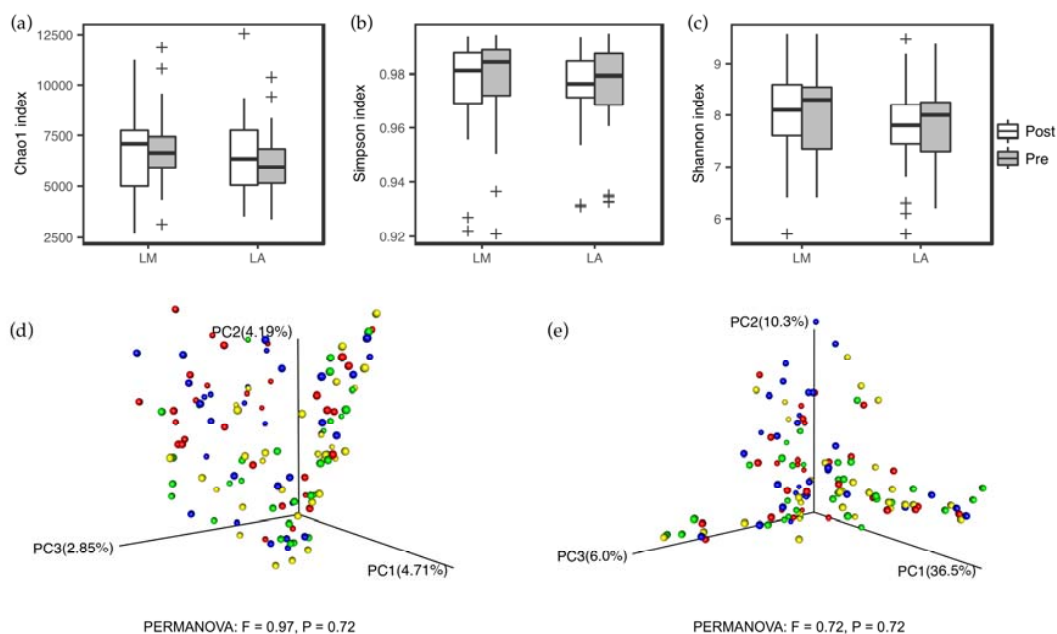 (a)
12500
10000
7500
5000
2500
Chao1 index
LM
LA
(b)
0.98
0.96
0.94
0.92
Simpson index
LM
LA
(c)
9
8
7
6
Shannon index
LM
LA
Post
Pre
(d)
PC2(4.19%)
PC3(2.85%)
PC1(4.71%)
PERMANOVA: F = 0.97, P = 0.72
(e)
PC2(10.3%)
PC3(6.0%)
PC1(36.5%)
PERMANOVA: F = 0.72, P = 0.72